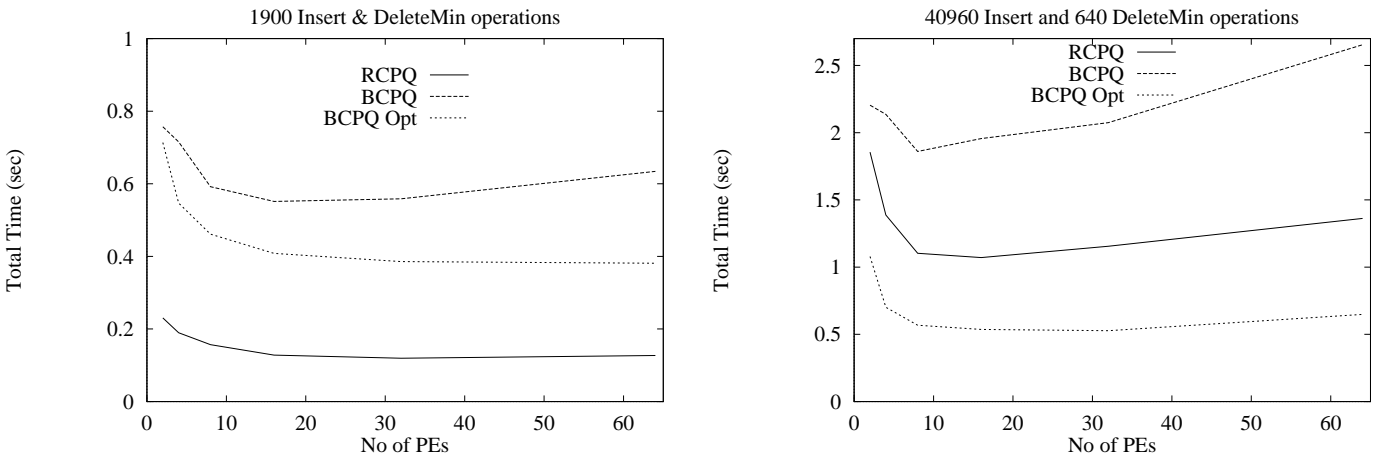 1900 Insert & DeleteMin operations
Total Time (sec)
1
0.8
0.6
0.4
0.2
0
RCPQ
BCPQ
BCPQ Opt
0 10 20 30 40 50 60
No of PEs
40960 Insert and 640 DeleteMin operations
Total Time (sec)
2.5
2
1.5
1
0.5
0
RCPQ
BCPQ
BCPQ Opt
0 10 20 30 40 50 60
No of PEs